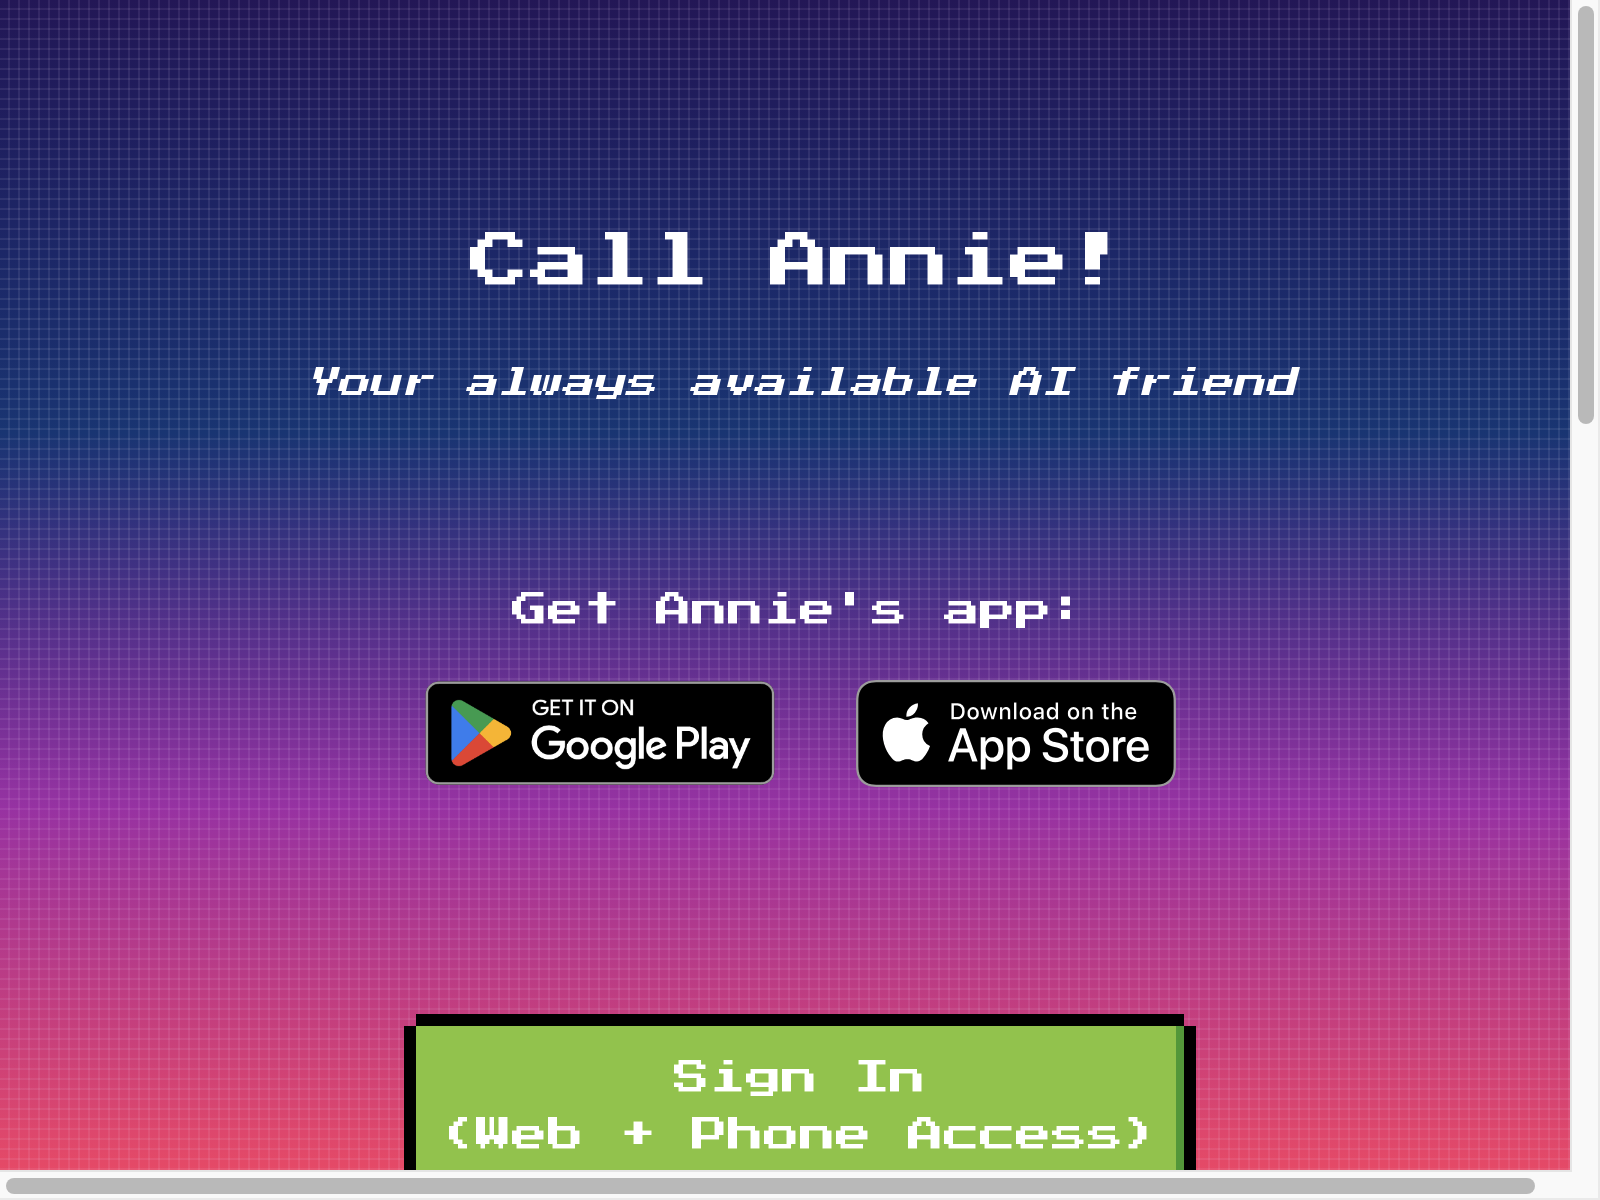 Call Annie!
Your always available AI friend
Get Annie's app:
GET IT ON
Google Play
Download on the
App Store
Sign In
(Web + Phone Access)